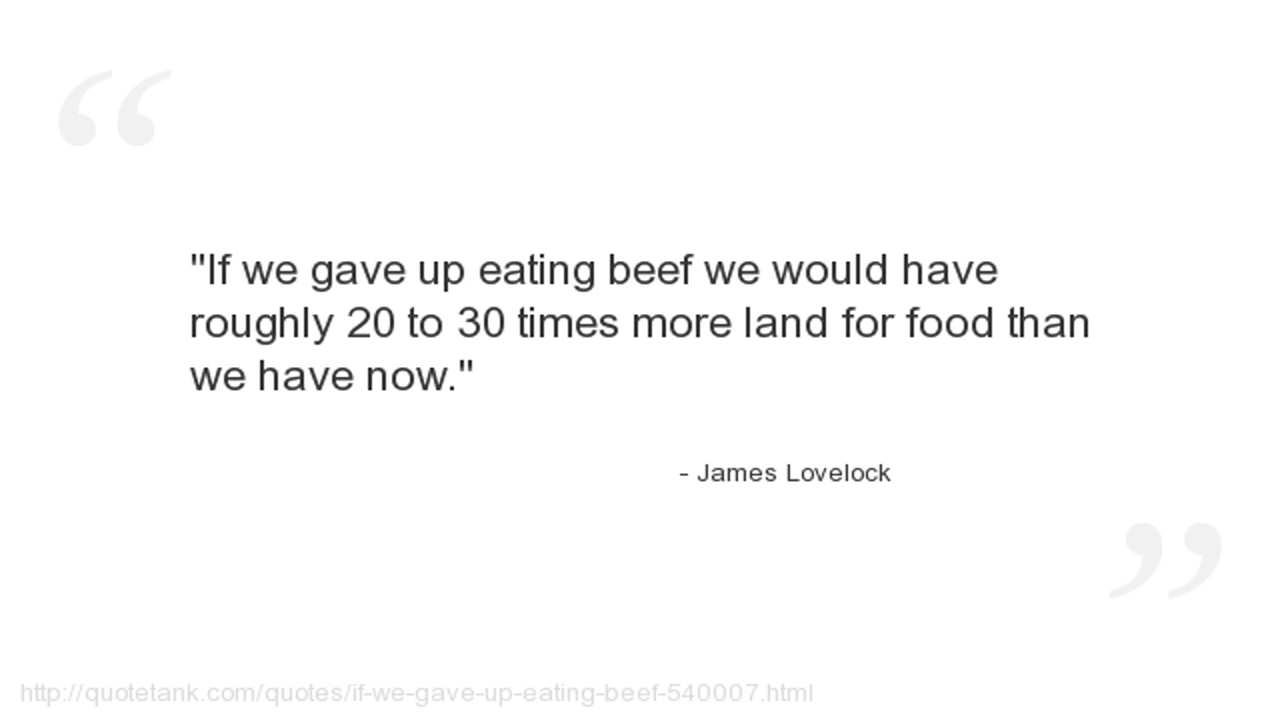 "If we gave up eating beef we would have
roughly 20 to 30 times more land for food than
we have now."
- James Lovelock
http://quotetank.com/quotes/if-we-gave-up-eating-beef-540007.html